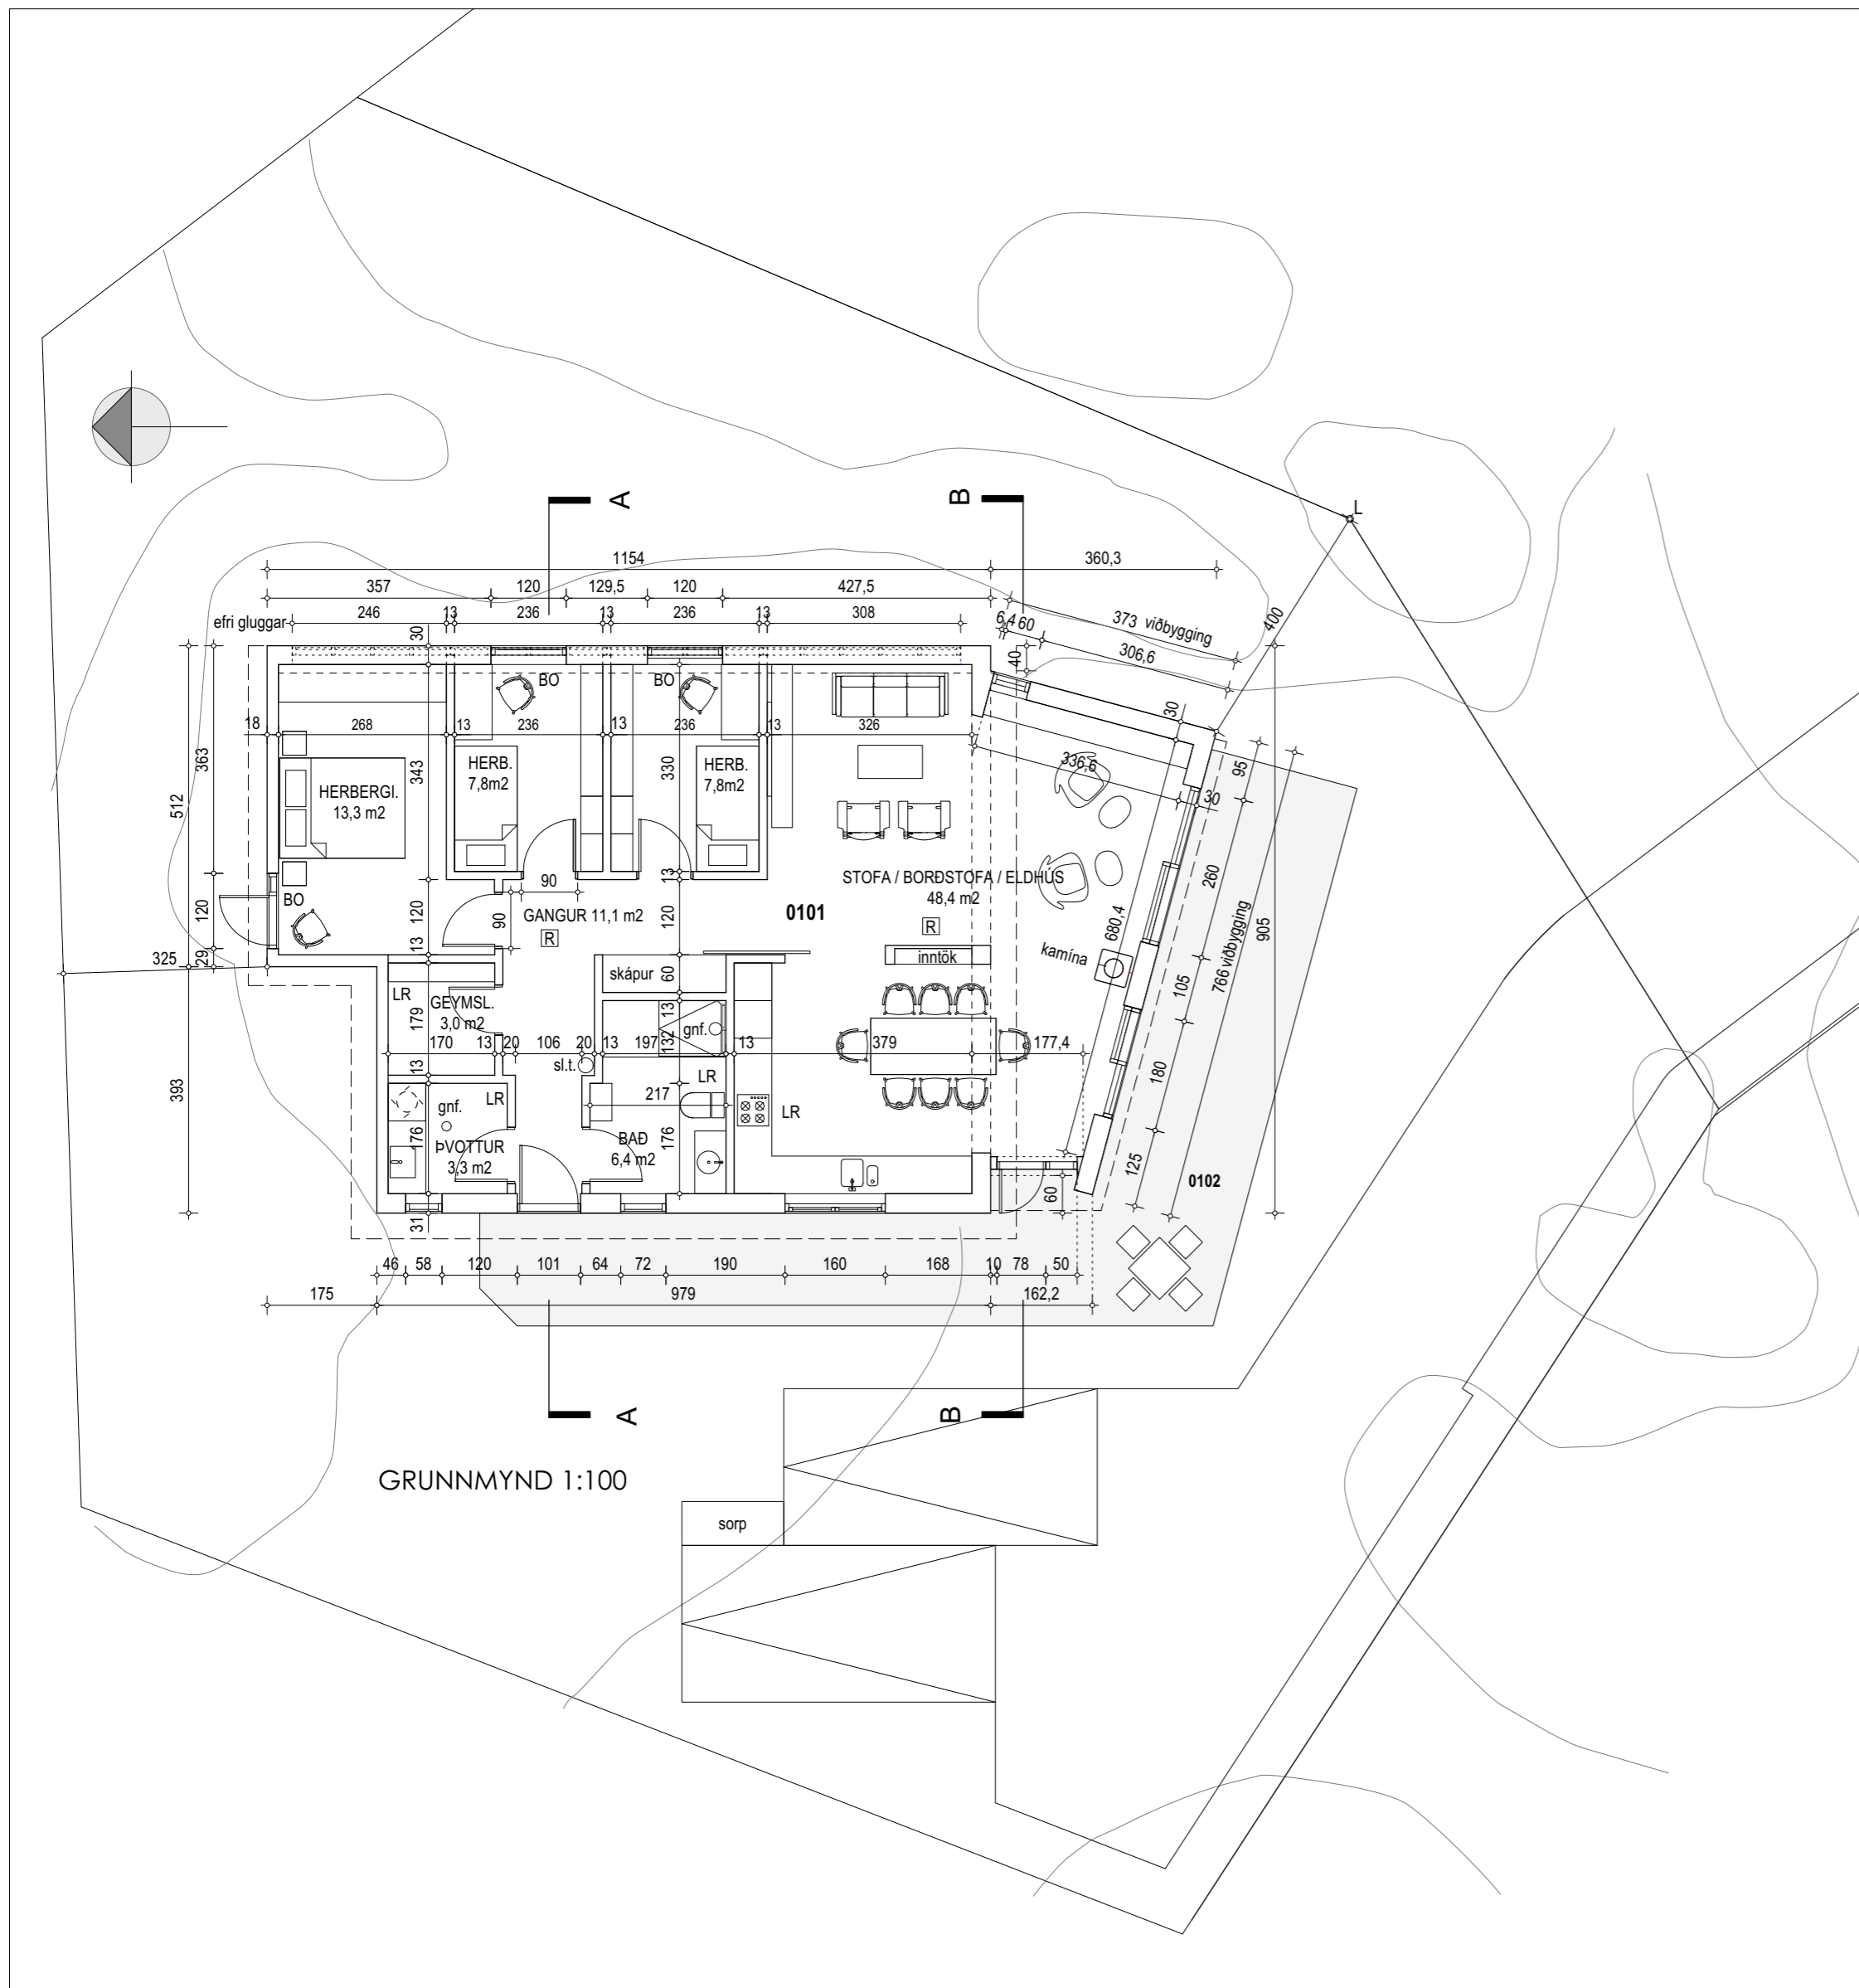 A
B
L
1154
360,3
400
357
120
129,5
120
427,5
373 viðbygging
efri gluggar
246
13
236
13
236
13
308
6,4
60
306,6
30
40
30
BO
BO
18
268
13
236
13
236
13
326
336,6
95
363
343
330
30
HERB.
7,8m2
HERB.
7,8m2
HERBERGI.
13,3 m2
512
260
905
13
STOFA / BORÐSTOFA / ELDHÚS
48,4 m2
90
BO
120
120
90
GANGUR 11,1 m2
120
0101
R
R
680,4
766 viðbygging
kamína
325
29
13
skápur
60
inntök
105
LR
GEYMSL.
3,0 m2
179
13
gnf.
132
170
13
20
106
20
13
197
13
379
177,4
sl.t.
13
180
393
LR
LR
217
LR
gnf.
176
ÞVOTTUR
3,3 m2
BAÐ
6,4 m2
176
125
0102
60
31
46
58
120
101
64
72
190
160
168
10
78
50
175
979
162,2
A
B
GRUNNMYND 1:100
sorp